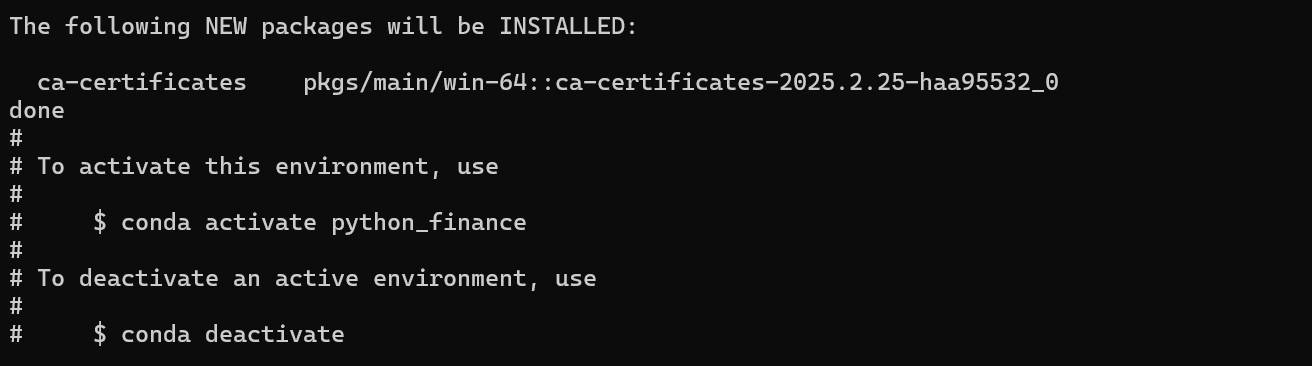 The following NEW packages will be INSTALLED:
ca-certificates    pkgs/main/win-64::ca-certificates-2025.2.25-haa95532_0
done
#
# To activate this environment, use
#
#     $ conda activate python_finance
#
# To deactivate an active environment, use
#
#     $ conda deactivate